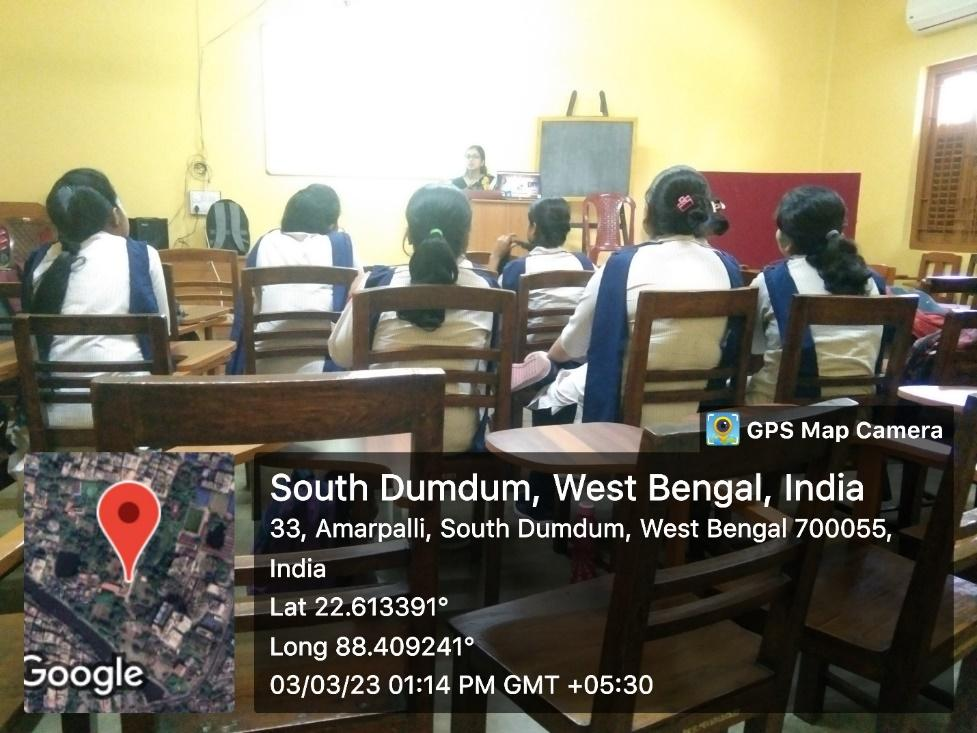 GPS Map Camera
South Dumdum, West Bengal, India
33, Amarpalli, South Dumdum, West Bengal 700055,
India
Lat 22.613391°
Long 88.409241°
03/03/23 01:14 PM GMT +05:30
Google